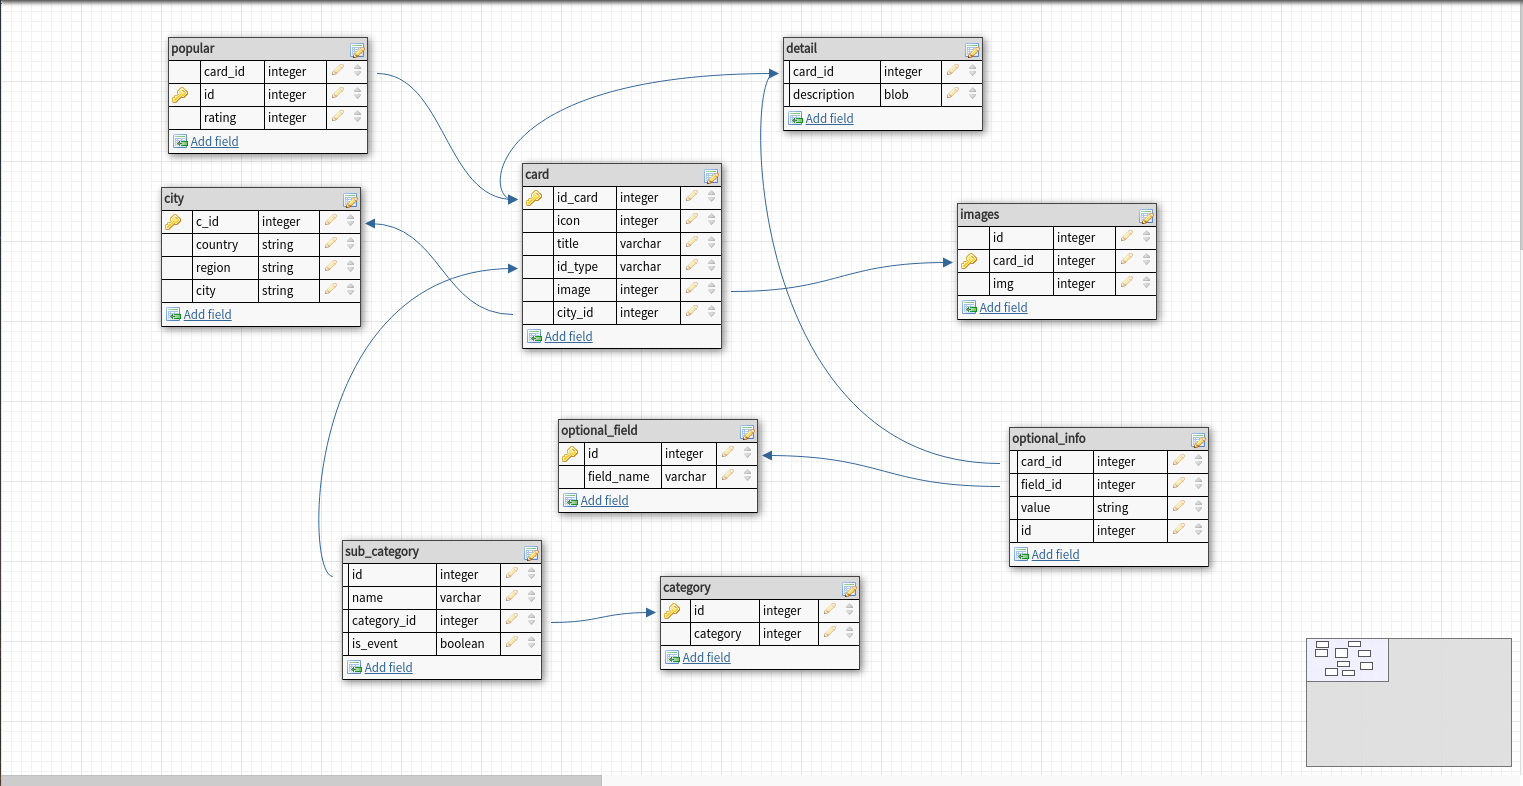 popular
card_id integer
id integer
rating integer
Add field
detail
card_id integer
description blob
Add field
city
c_id integer
country string
region string
city string
Add field
card
id_card integer
icon integer
title varchar
id_type varchar
image integer
city_id integer
Add field
images
id integer
card_id integer
img integer
Add field
optional_field
id integer
field_name varchar
Add field
optional_info
card_id integer
field_id integer
value string
id integer
Add field
sub_category
id integer
name varchar
category_id integer
is_event boolean
Add field
category
id integer
category integer
Add field